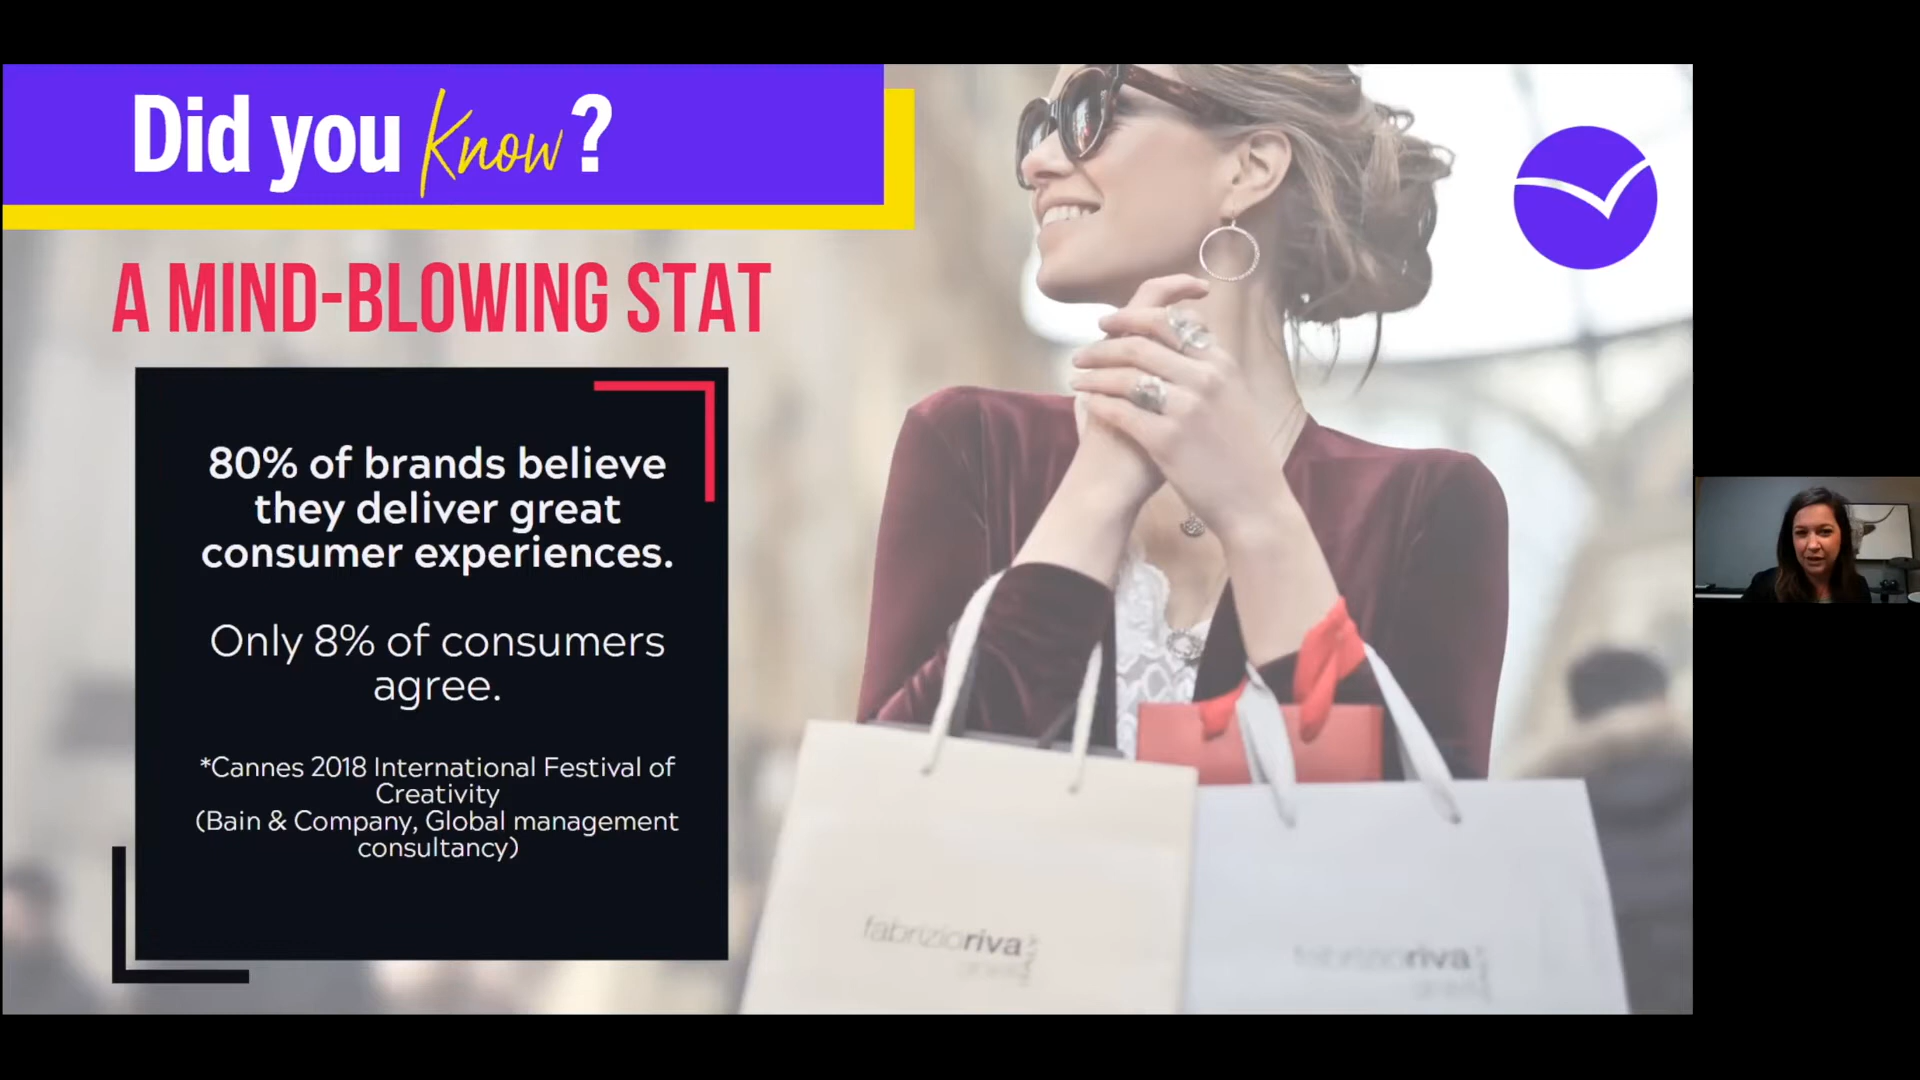 Did you Know?
A MIND-BLOWING STAT
80% of brands believe
they deliver great
consumer experiences.
Only 8% of consumers
agree.
*Cannes 2018 International Festival of
Creativity
(Bain & Company, Global management
consultancy)
fabrizioriva
fabrizioriva